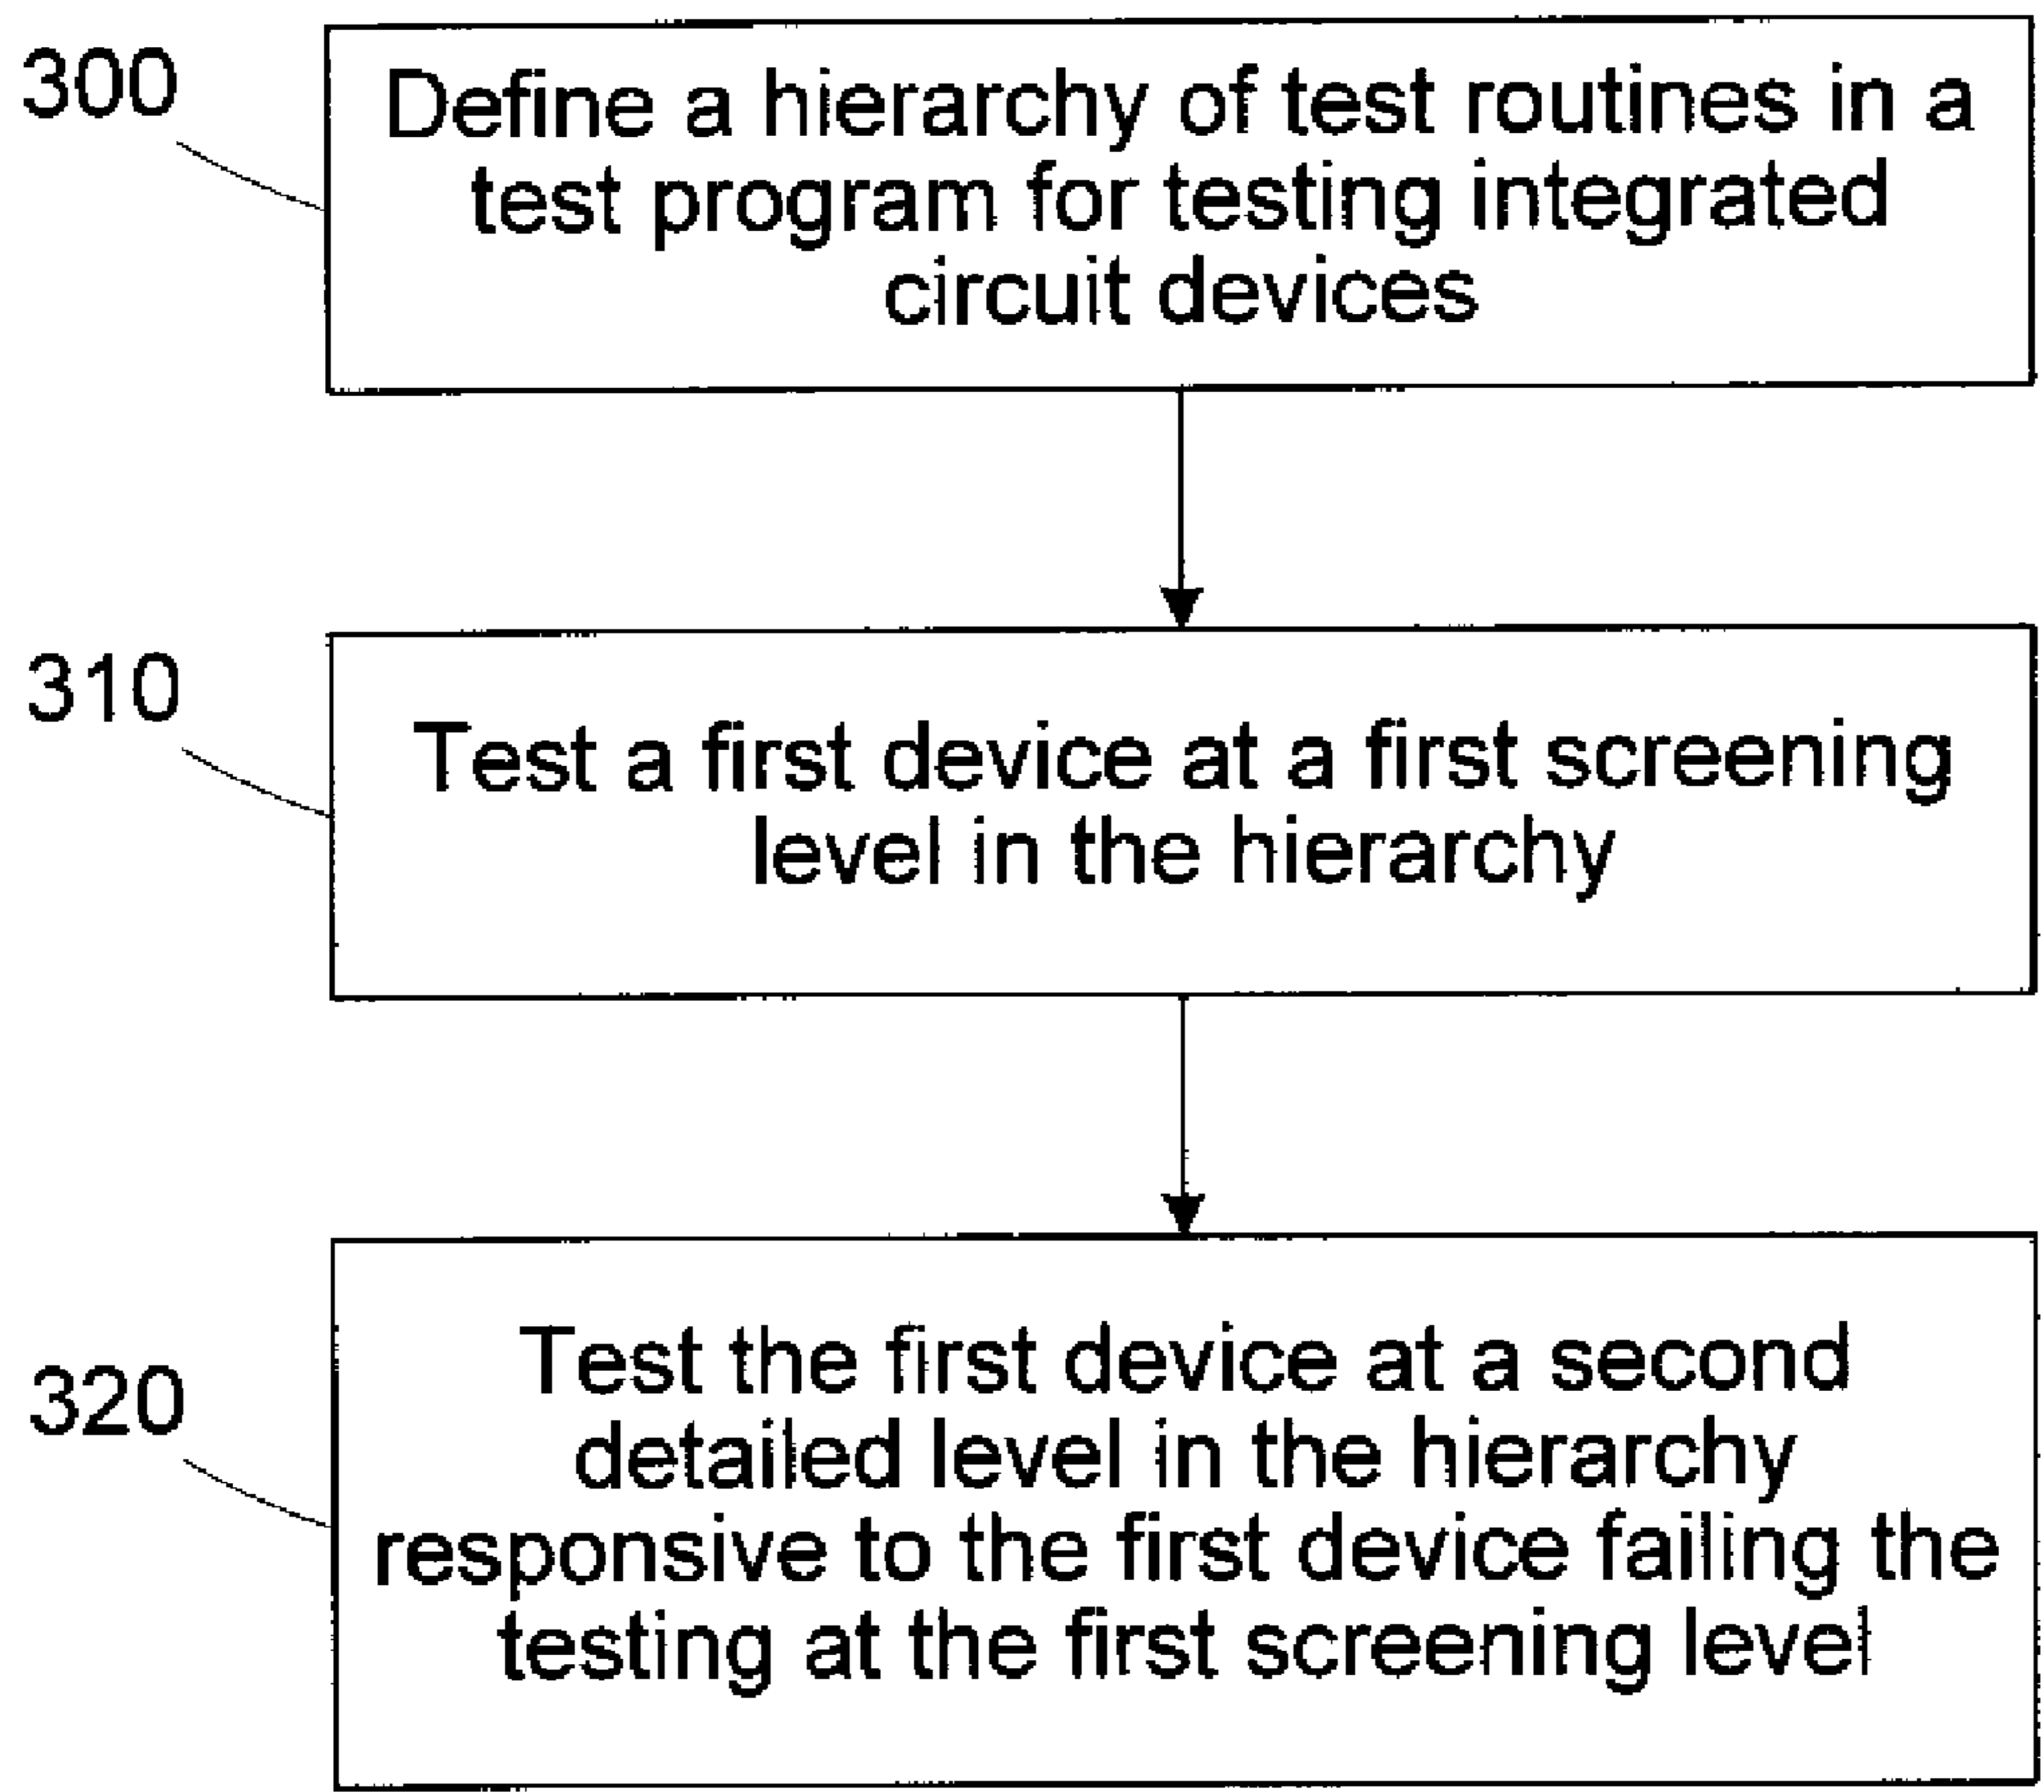 300
Define a hierarchy of test routines in a
test program for testing integrated
circuit devices
310
Test a first device at a first screening
level in the hierarchy
320
Test the first device at a second
detailed level in the hierarchy
responsive to the first device failing the
testing at the first screening level